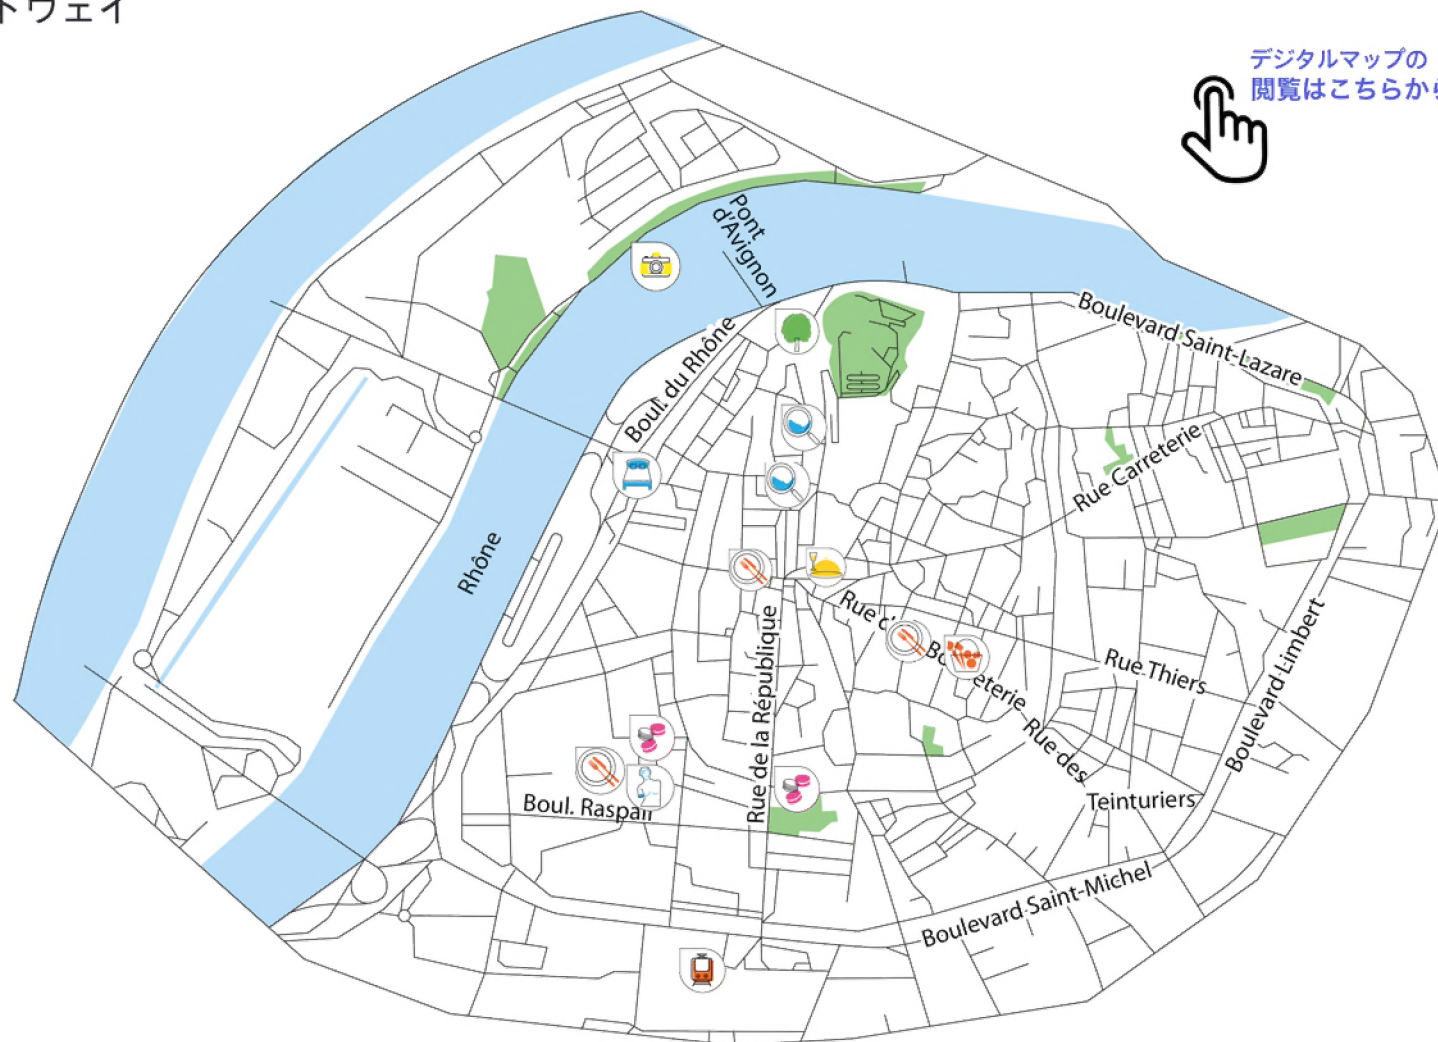 トウェイ
デジタルマップの
閲覧はこちらから
Pont
d'Avignon
Boulevard Saint-Lazare
Boul. du Rhône
Rue Carreterie
Rhône
Rue d'
Rue de la République
Rue Thiers
Boulevard Limbert
Rue des
Teinturiers
Boul. Raspail
Boulevard Saint-Michel